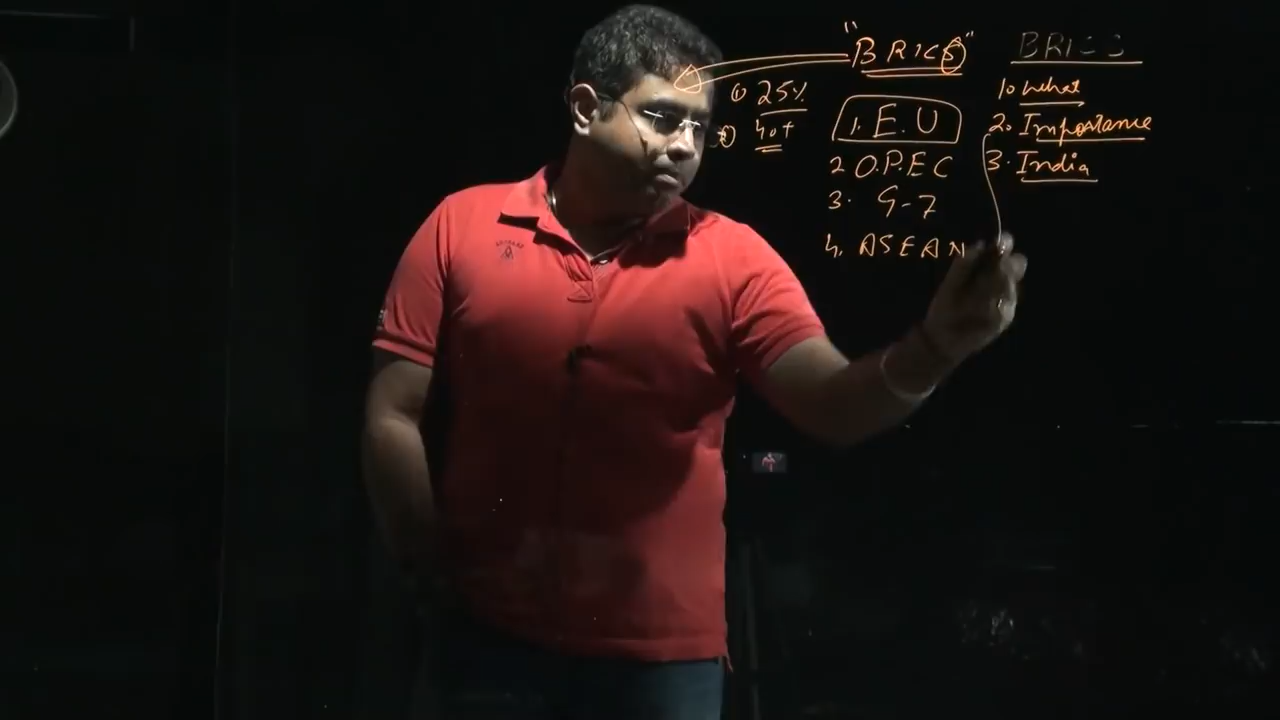 "BRICS"
① 25%
② 40+
1. E.U
2 O.P.E C
3. G-7
4. ASEAN
BRICS
1. What
2. Importance
3. India